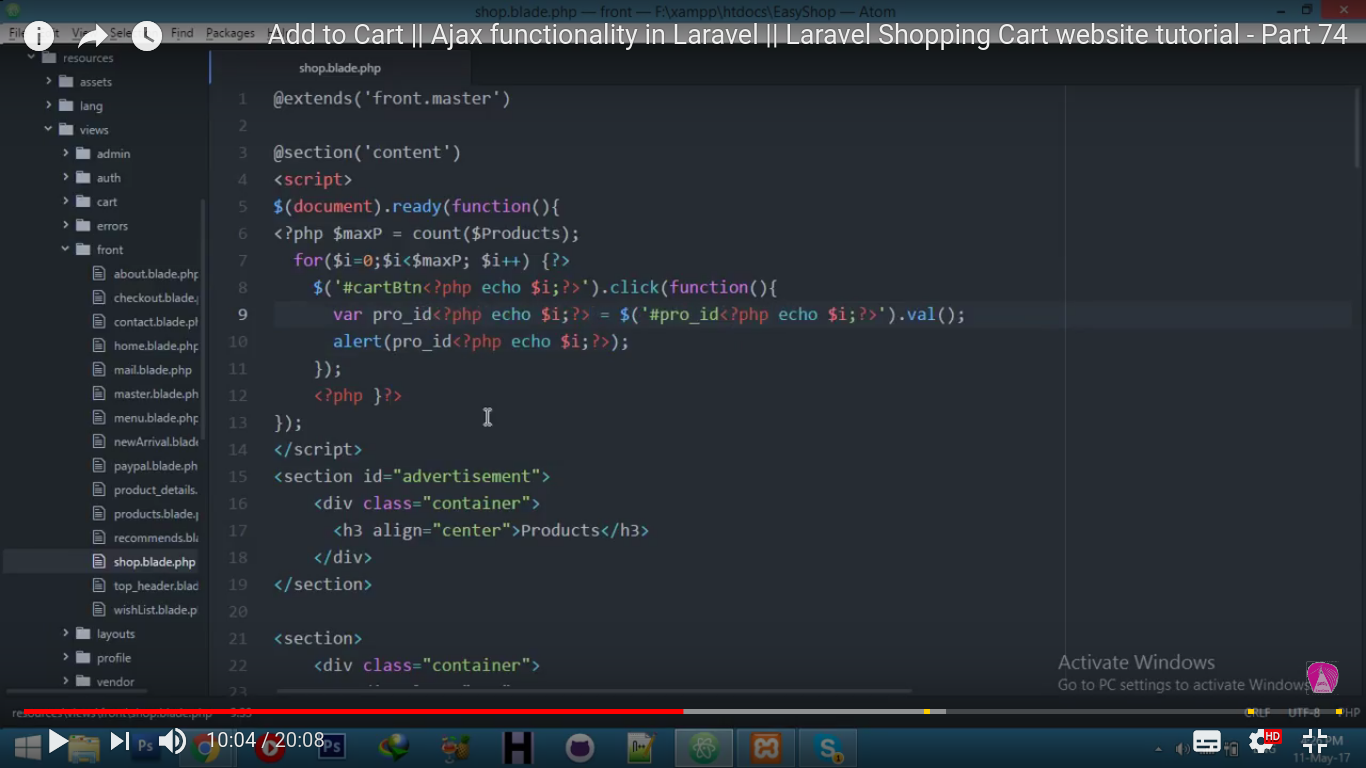 shop.blade.php — front — F:\xampp\htdocs\EasyShop — Atom
Find Packages
Add to Cart || Ajax functionality in Laravel || Laravel Shopping Cart website tutorial - Part 74
resources
assets
lang
views
admin
auth
cart
errors
front
about.blade.php
checkout.blade.
contact.blade.ph
home.blade.php
mail.blade.php
master.blade.ph
menu.blade.php
newArrival.blade
paypal.blade.ph
product_details.
products.blade.p
recommends.bla
shop.blade.php
top_header.blad
wishList.blade.p
layouts
profile
vendor
shop.blade.php
1 @extends('front.master')
2
3 @section('content')
4 <script>
5 $(document).ready(function(){
6 <?php $maxP = count($Products);
7 for($i=0;$i<$maxP; $i++) {?>
8 $('#cartBtn<?php echo $i;?>').click(function(){
9 var pro_id<?php echo $i;?> = $('#pro_id<?php echo $i;?>').val();
10 alert(pro_id<?php echo $i;?>);
11 });
12 <?php }?>
13 });
14 </script>
15 <section id="advertisement">
16 <div class="container">
17 <h3 align="center">Products</h3>
18 </div>
19 </section>
20
21 <section>
22 <div class="container">
23
Activate Windows
Go to PC settings to activate Windows
resources\views\front\shop.blade.php
CRLF UTF-8 PHP
10:04 / 20:08
HD
11-May-17